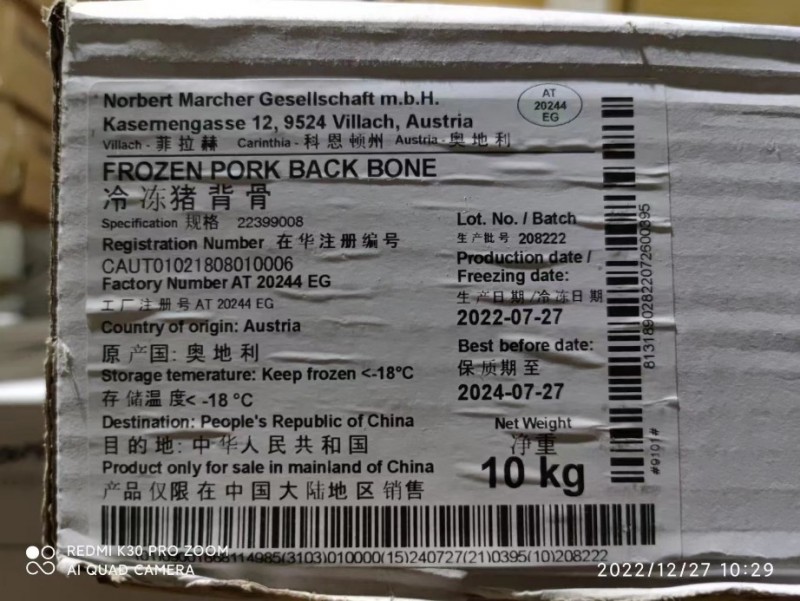 Norbert Marcher Gesellschaft m.b.H.
Kasernengasse 12, 9524 Villach, Austria
Villach - 菲拉赫 Carinthia - 科恩顿州 Austria - 奥地利
AT
20244
EG
FROZEN PORK BACK BONE
冷冻猪背骨
Specification 规格 22399008
Registration Number 在华注册编号
CAUT01021808010006
Factory Number AT 20244 EG
工厂注册号 AT 20244 EG
Country of origin: Austria
原产国: 奥地利
Storage temerature: Keep frozen <-18°C
存储温度< -18 °C
Destination: People's Republic of China
目的地: 中华人民共和国
Product only for sale in mainland of China
产品仅限在中国大陆地区销售
Lot. No. / Batch
生产批号 208222
Production date /
Freezing date:
生产日期/冷冻日期
2022-07-27
Best before date:
保质期至
2024-07-27
Net Weight
净重
10 kg
#9101#
(3103)010000(15)240727(21)0395(10)208222
REDMI K30 PRO ZOOM
AI QUAD CAMERA
2022/12/27 10:29